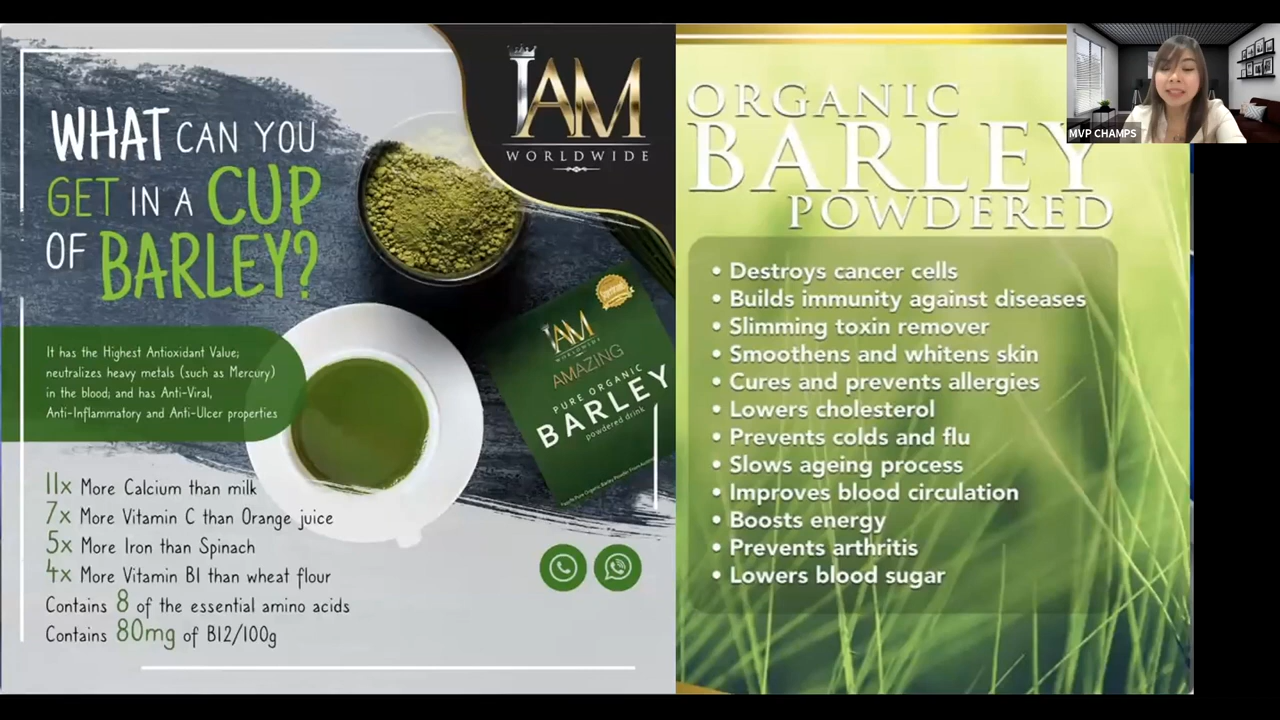 WHAT CAN YOU
GET IN A CUP
OF BARLEY?
It has the Highest Antioxidant Value;
neutralizes heavy metals (such as Mercury)
in the blood; and has Anti-Viral,
Anti-Inflammatory and Anti-Ulcer properties
11x More Calcium than milk
7x More Vitamin C than Orange juice
5x More Iron than Spinach
4x More Vitamin B1 than wheat flour
Contains 8 of the essential amino acids
Contains 80mg of B12/100g
IAM
WORLDWIDE
IAM
WORLDWIDE
AMAZING
PURE ORGANIC
BARLEY
powdered drink
ORGANIC
BARLEY
POWDERED
• Destroys cancer cells
• Builds immunity against diseases
• Slimming toxin remover
• Smoothens and whitens skin
• Cures and prevents allergies
• Lowers cholesterol
• Prevents colds and flu
• Slows ageing process
• Improves blood circulation
• Boosts energy
• Prevents arthritis
• Lowers blood sugar
MVP CHAMPS